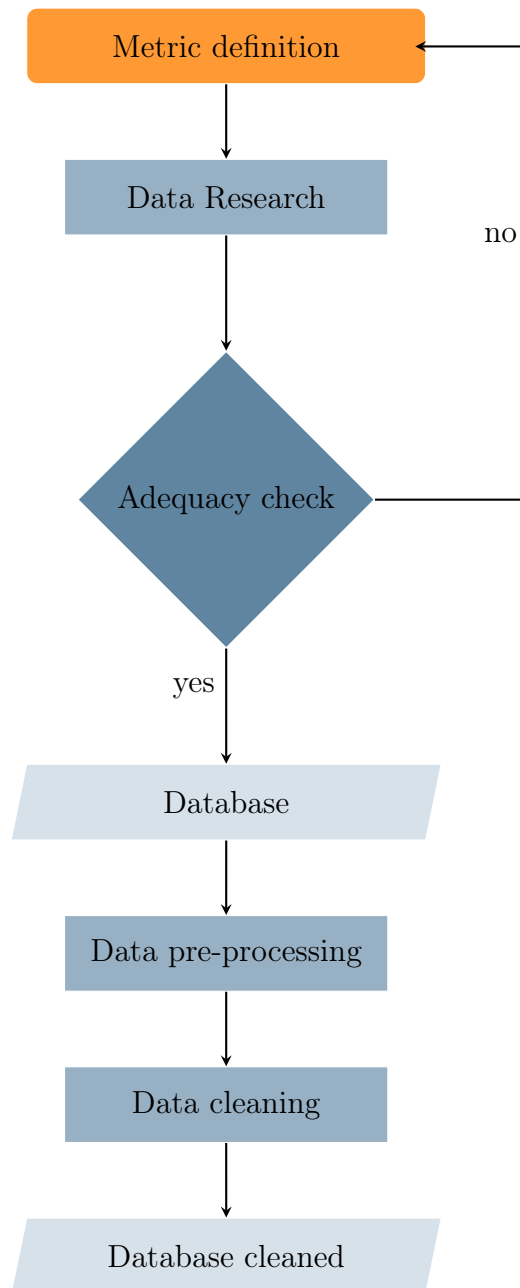 Metric definition
Data Research
no
Adequacy check
yes
Database
Data pre-processing
Data cleaning
Database cleaned